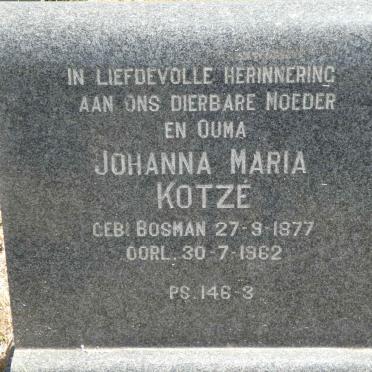 IN LIEFDEVOLLE HERINNERING
AAN ONS DIERBARE MOEDER
EN OUMA
JOHANNA MARIA
KOTZÉ
GEB. BOSMAN 27-9-1877
OORL. 30-7-1962
PS. 146-3